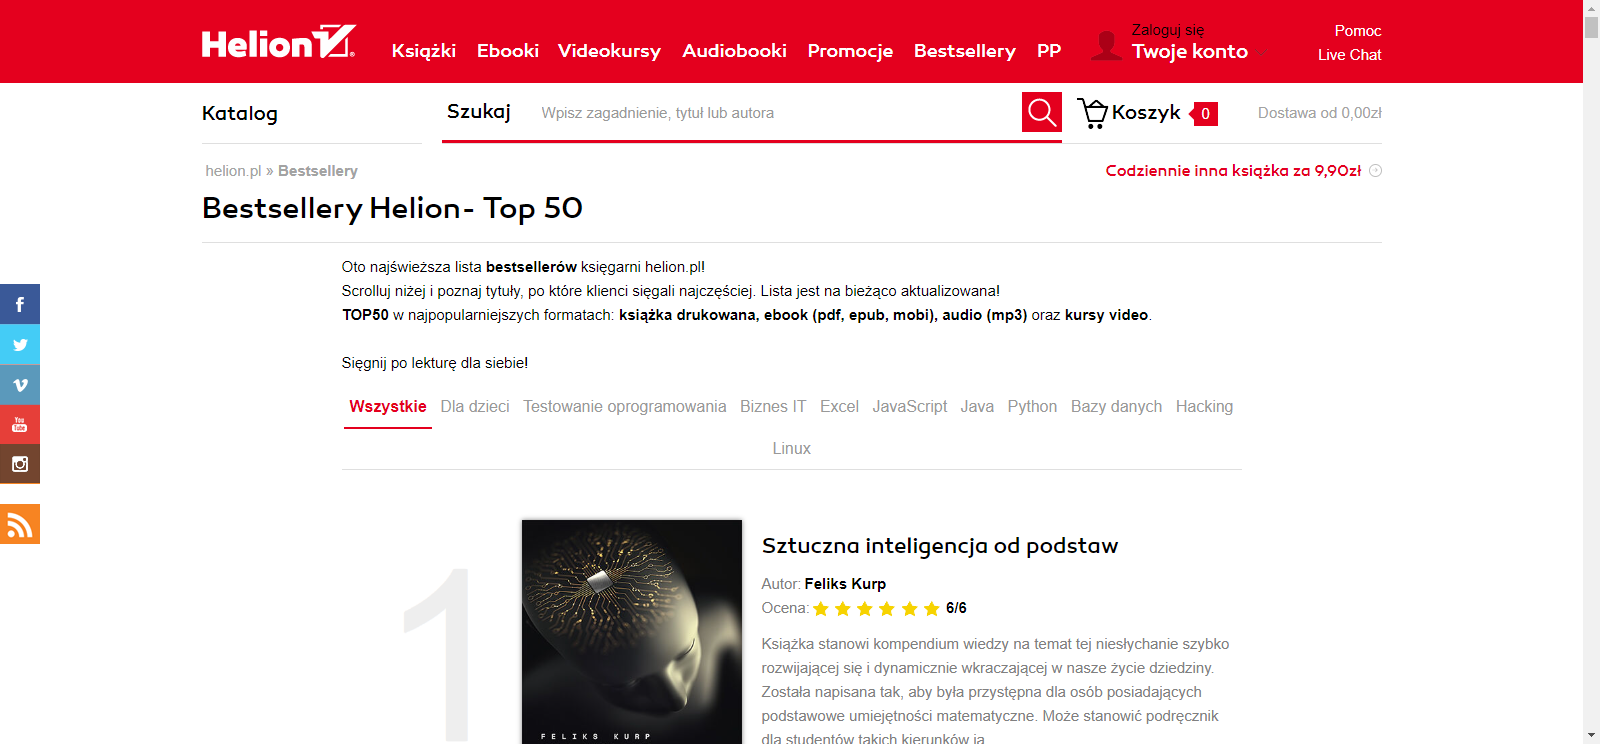 Helion
Książki Ebooki Videokursy Audiobooki Promocje Bestsellery PP
Zaloguj się
Twoje konto
Pomoc
Live Chat
Katalog
Szukaj Wpisz zagadnienie, tytuł lub autora
Koszyk 0
Dostawa od 0,00zł
helion.pl » Bestsellery
Codziennie inna książka za 9,90zł
Bestsellery Helion- Top 50
Oto najświeższa lista bestsellerów księgarni helion.pl!
Scrolluj niżej i poznaj tytuły, po które klienci sięgali najczęściej. Lista jest na bieżąco aktualizowana!
TOP50 w najpopularniejszych formatach: książka drukowana, ebook (pdf, epub, mobi), audio (mp3) oraz kursy video.
Sięgnij po lekturę dla siebie!
Wszystkie Dla dzieci Testowanie oprogramowania Biznes IT Excel JavaScript Java Python Bazy danych Hacking
Linux
1
FELIKS KURP
Sztuczna inteligencja od podstaw
Autor: Feliks Kurp
Ocena: 6/6
Książka stanowi kompendium wiedzy na temat tej niesłychanie szybko
rozwijającej się i dynamicznie wkraczającej w nasze życie dziedziny.
Została napisana tak, aby była przystępna dla osób posiadających
podstawowe umiejętności matematyczne. Może stanowić podręcznik
dla studentów takich kierunków ja
You
Tube